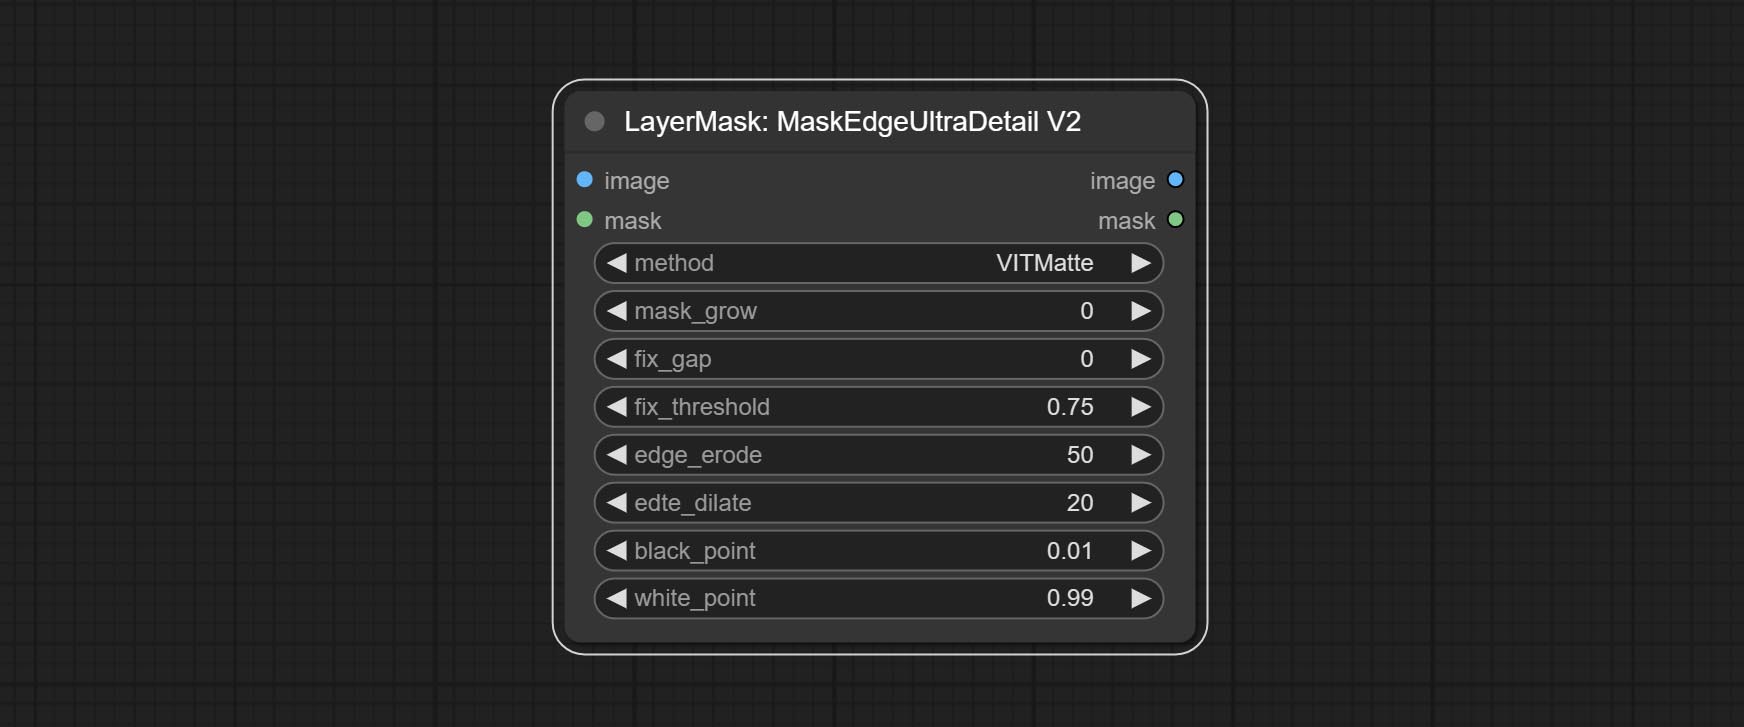 LayerMask: MaskEdgeUltraDetail V2
image image
mask mask
method VITMatte
mask_grow 0
fix_gap 0
fix_threshold 0.75
edge_erode 50
edte_dilate 20
black_point 0.01
white_point 0.99